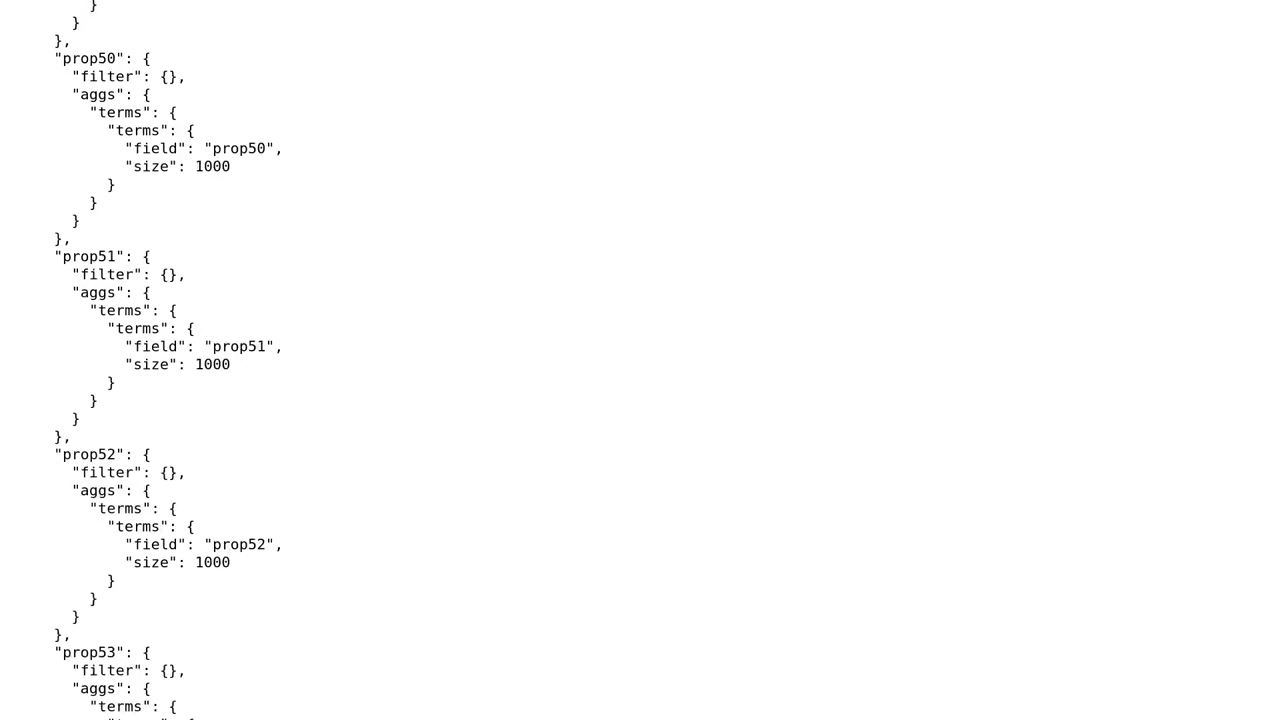 }
}
},
"prop50": {
"filter": {},
"aggs": {
"terms": {
"terms": {
"field": "prop50",
"size": 1000
}
}
}
},
"prop51": {
"filter": {},
"aggs": {
"terms": {
"terms": {
"field": "prop51",
"size": 1000
}
}
}
},
"prop52": {
"filter": {},
"aggs": {
"terms": {
"terms": {
"field": "prop52",
"size": 1000
}
}
}
},
"prop53": {
"filter": {},
"aggs": {
"terms": {